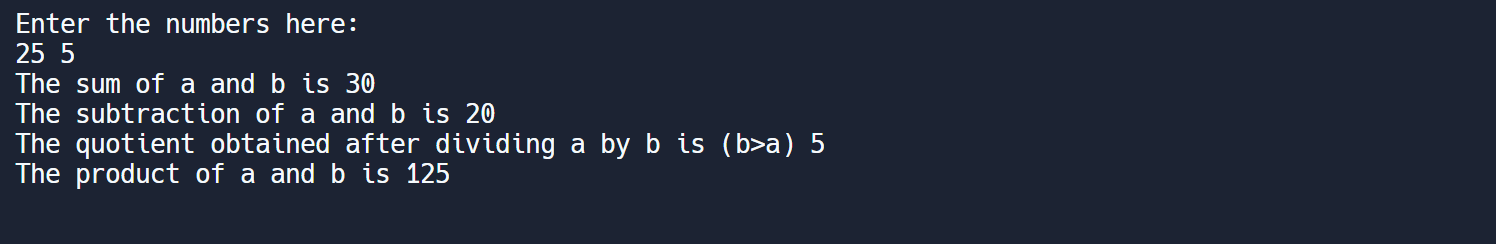 Enter the numbers here:
25 5
The sum of a and b is 30
The subtraction of a and b is 20
The quotient obtained after dividing a by b is (b>a) 5
The product of a and b is 125